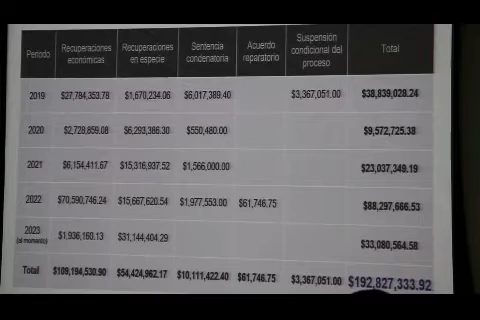 Periodo Recuperaciones económicas Recuperaciones en especie Sentencia condenatoria Acuerdo reparatorio Suspensión condicional del proceso Total
2019 $27,784,353.78 $1,670,234.06 $6,017,389.40 $3,367,051.00 $38,839,028.24
2020 $2,728,859.08 $6,293,386.30 $550,480.00 $9,572,725.38
2021 $6,154,411.67 $15,316,937.52 $1,566,000.00 $23,037,349.19
2022 $70,590,746.24 $15,667,620.54 $1,977,553.00 $61,746.75 $88,297,666.53
2023 (al momento) $1,936,160.13 $31,144,404.29 $33,080,564.58
Total $109,194,530.90 $54,424,962.17 $10,111,422.40 $61,746.75 $3,367,051.00 $192,827,333.92